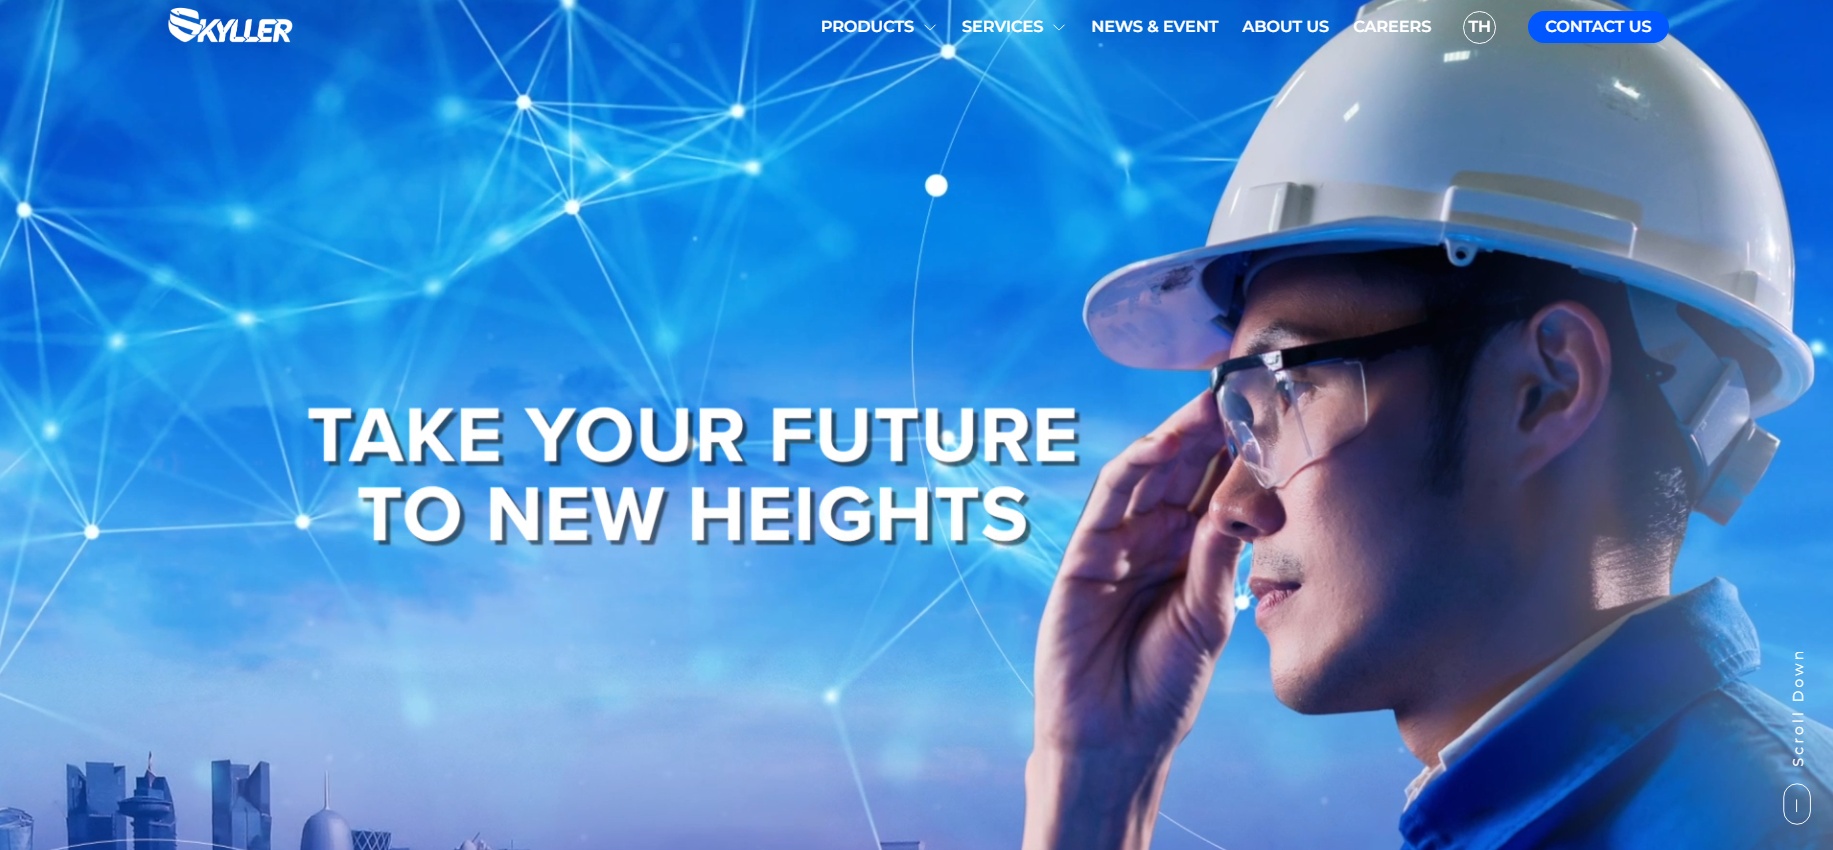 SKYLLER
PRODUCTS SERVICES NEWS & EVENT ABOUT US CAREERS TH CONTACT US
TAKE YOUR FUTURE
TO NEW HEIGHTS
Scroll Down